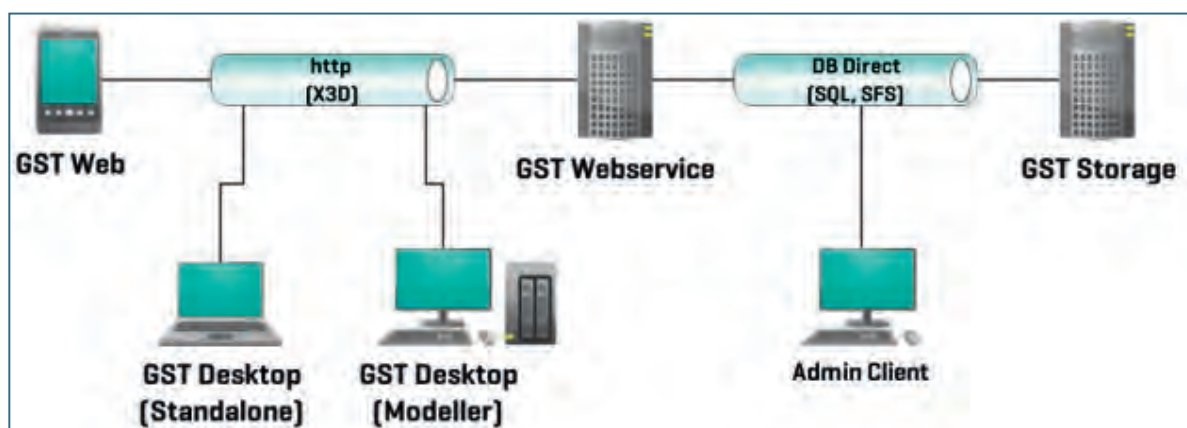 http
(X3D)
DB Direct
(SQL, SFS)
GST Web
GST Webservice
GST Storage
GST Desktop
(Standalone)
GST Desktop
(Modeller)
Admin Client